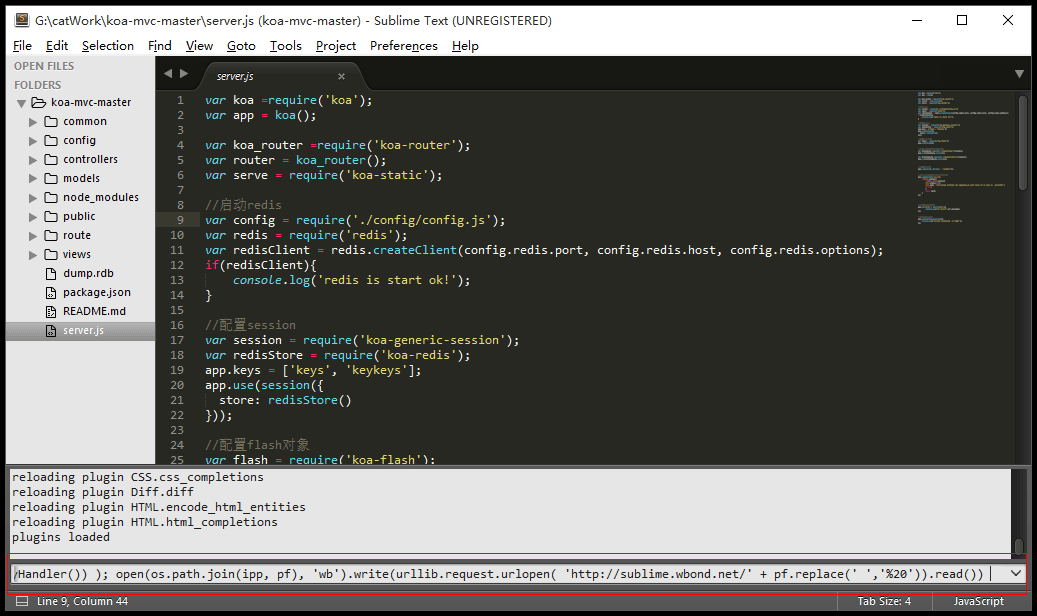 G:\catWork\koa-mvc-master\server.js (koa-mvc-master) - Sublime Text (UNREGISTERED)
File Edit Selection Find View Goto Tools Project Preferences Help
OPEN FILES
FOLDERS
koa-mvc-master
common
config
controllers
models
node_modules
public
route
views
dump.rdb
package.json
README.md
server.js
server.js ×
1 var koa =require('koa');
2 var app = koa();
3
4 var koa_router =require('koa-router');
5 var router = koa_router();
6 var serve = require('koa-static');
7
8 //启动redis
9 var config = require('./config/config.js');
10 var redis = require('redis');
11 var redisClient = redis.createClient(config.redis.port, config.redis.host, config.redis.options);
12 if(redisClient){
13 console.log('redis is start ok!');
14 }
15
16 //配置session
17 var session = require('koa-generic-session');
18 var redisStore = require('koa-redis');
19 app.keys = ['keys', 'keykeys'];
20 app.use(session({
21 store: redisStore()
22 }));
23
24 //配置flash对象
25 var flash = require('koa-flash');
reloading plugin CSS.css_completions
reloading plugin Diff.diff
reloading plugin HTML.encode_html_entities
reloading plugin HTML.html_completions
plugins loaded
yHandler()) ); open(os.path.join(ipp, pf), 'wb').write(urllib.request.urlopen( 'http://sublime.wbond.net/' + pf.replace(' ','%20')).read())
Line 9, Column 44 Tab Size: 4 JavaScript